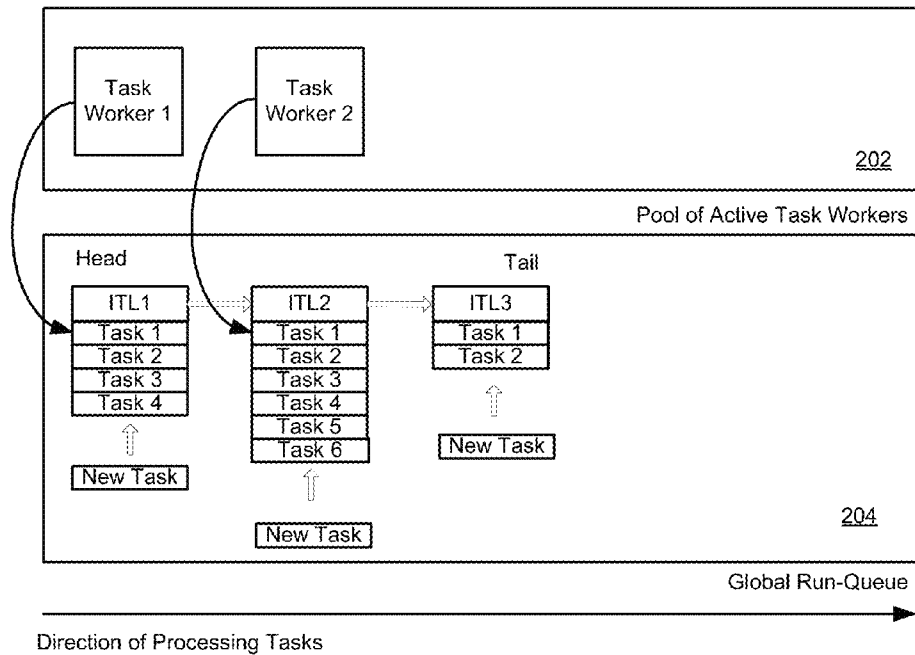 Task
Worker 1
Task
Worker 2
202
Pool of Active Task Workers
Head
Tail
ITL1
Task 1
Task 2
Task 3
Task 4
New Task
ITL2
Task 1
Task 2
Task 3
Task 4
Task 5
Task 6
New Task
ITL3
Task 1
Task 2
New Task
204
Global Run-Queue
Direction of Processing Tasks